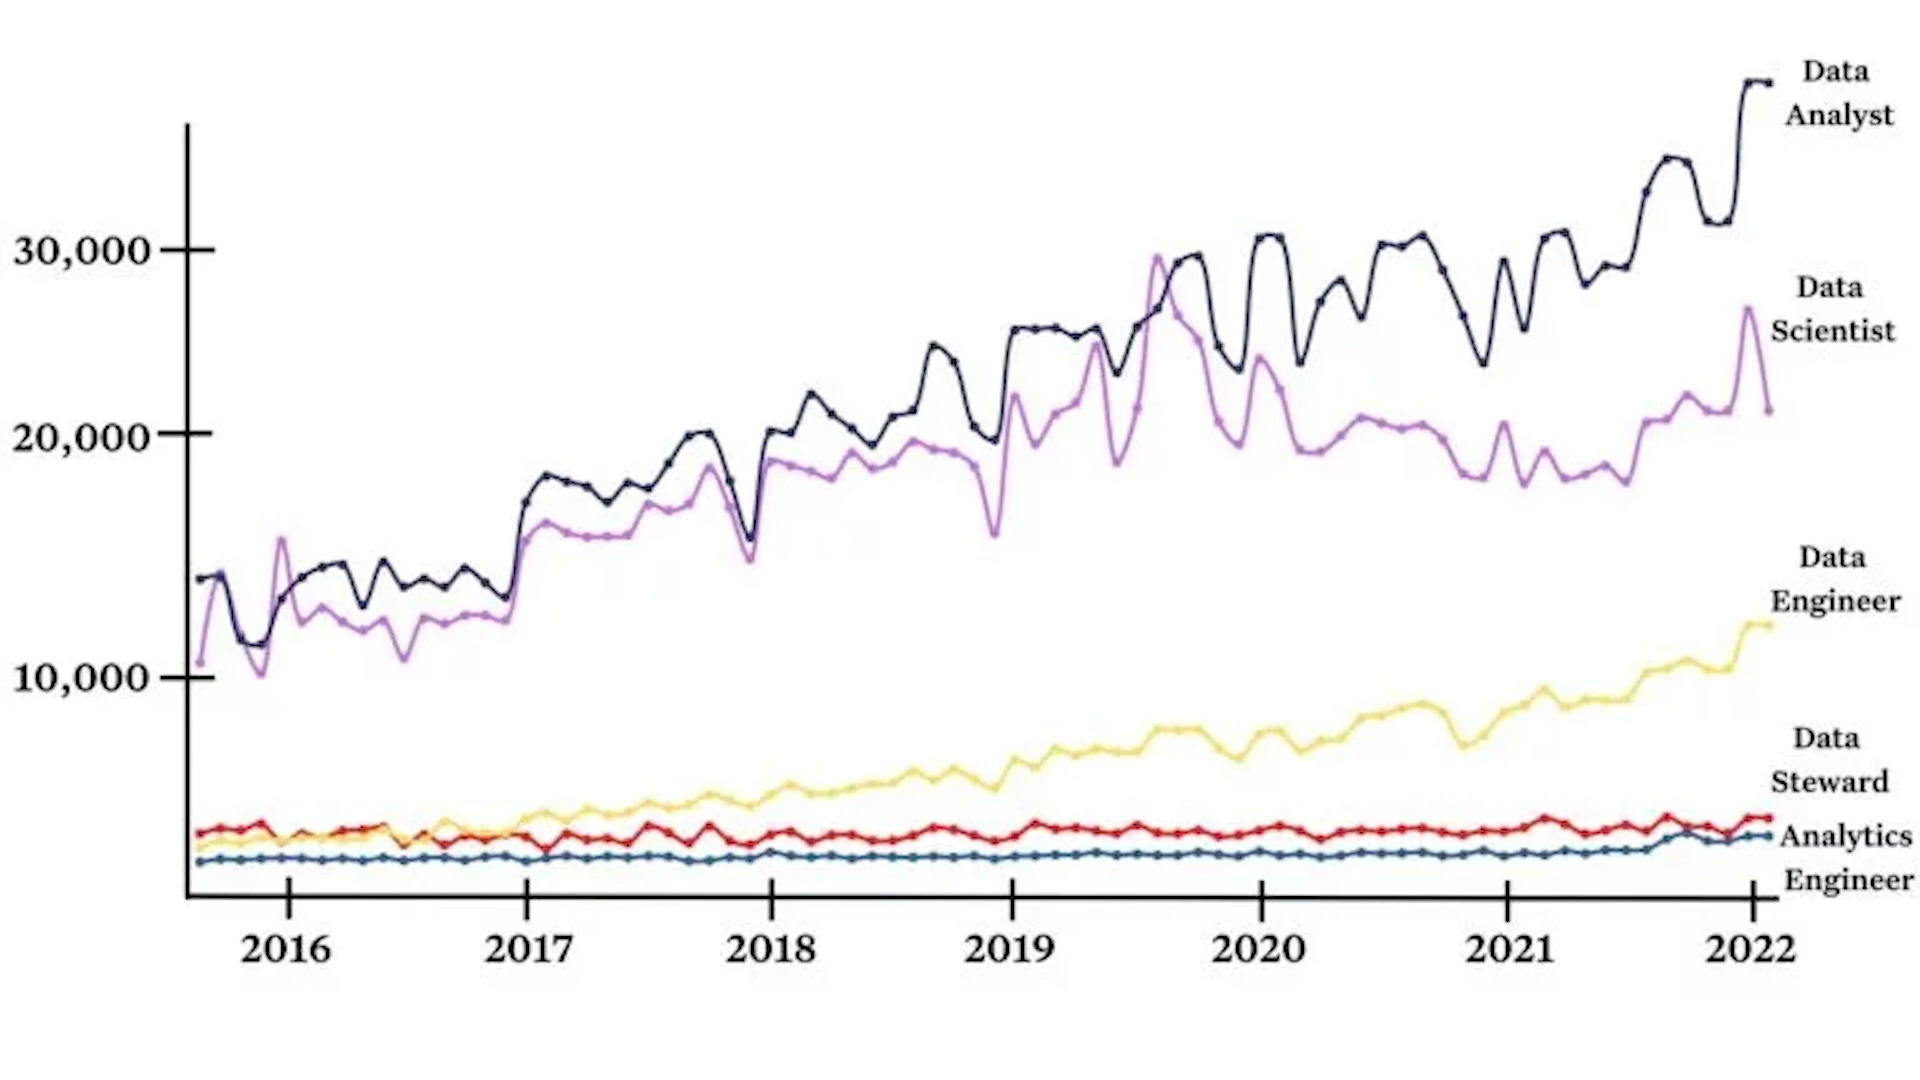 Data
Analyst
30,000
Data
Scientist
20,000
Data
Engineer
10,000
Data
Steward
Analytics
Engineer
2016
2017
2018
2019
2020
2021
2022